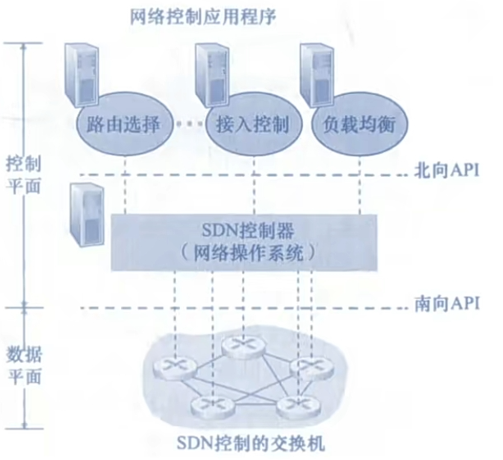 网络控制应用程序
路由选择
接入控制
负载均衡
控制
平面
北向API
SDN控制器
（网络操作系统）
南向API
数据
平面
SDN控制的交换机